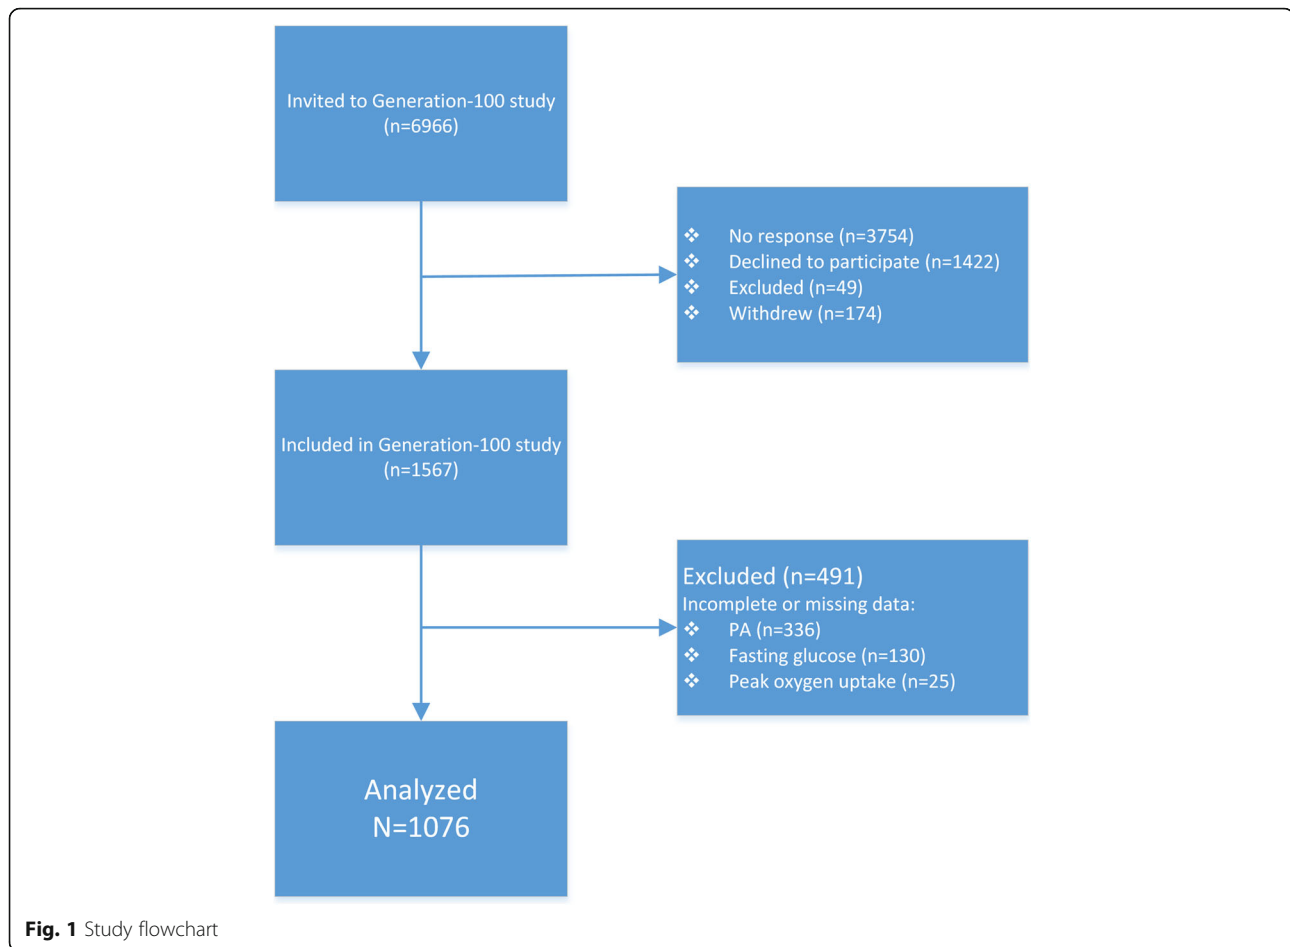 Invited to Generation-100 study
(n=6966)
❖ No response (n=3754)
❖ Declined to participate (n=1422)
❖ Excluded (n=49)
❖ Withdrew (n=174)
Included in Generation-100 study
(n=1567)
Excluded (n=491)
Incomplete or missing data:
❖ PA (n=336)
❖ Fasting glucose (n=130)
❖ Peak oxygen uptake (n=25)
Analyzed
N=1076
Fig. 1 Study flowchart